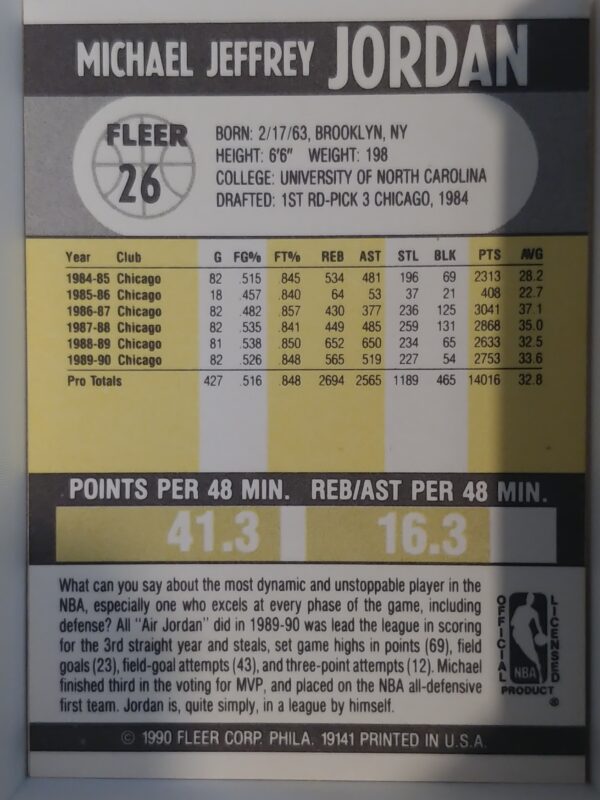 MICHAEL JEFFREY JORDAN
FLEER
26
BORN: 2/17/63, BROOKLYN, NY
HEIGHT: 6'6" WEIGHT: 198
COLLEGE: UNIVERSITY OF NORTH CAROLINA
DRAFTED: 1ST RD-PICK 3 CHICAGO, 1984
Year Club G FG% FT% REB AST STL BLK PTS AVG
1984-85 Chicago 82 .515 .845 534 481 196 69 2313 28.2
1985-86 Chicago 18 .457 .840 64 53 37 21 408 22.7
1986-87 Chicago 82 .482 .857 430 377 236 125 3041 37.1
1987-88 Chicago 82 .535 .841 449 485 259 131 2868 35.0
1988-89 Chicago 81 .538 .850 652 650 234 65 2633 32.5
1989-90 Chicago 82 .526 .848 565 519 227 54 2753 33.6
Pro Totals 427 .516 .848 2694 2565 1189 465 14016 32.8
POINTS PER 48 MIN. REB/AST PER 48 MIN.
41.3 16.3
What can you say about the most dynamic and unstoppable player in the
NBA, especially one who excels at every phase of the game, including
defense? All "Air Jordan" did in 1989-90 was lead the league in scoring
for the 3rd straight year and steals, set game highs in points (69), field
goals (23), field-goal attempts (43), and three-point attempts (12). Michael
finished third in the voting for MVP, and placed on the NBA all-defensive
first team. Jordan is, quite simply, in a league by himself.
OFFICIAL
NBA
LICENSED
PRODUCT
®
© 1990 FLEER CORP. PHILA. 19141 PRINTED IN U.S.A.